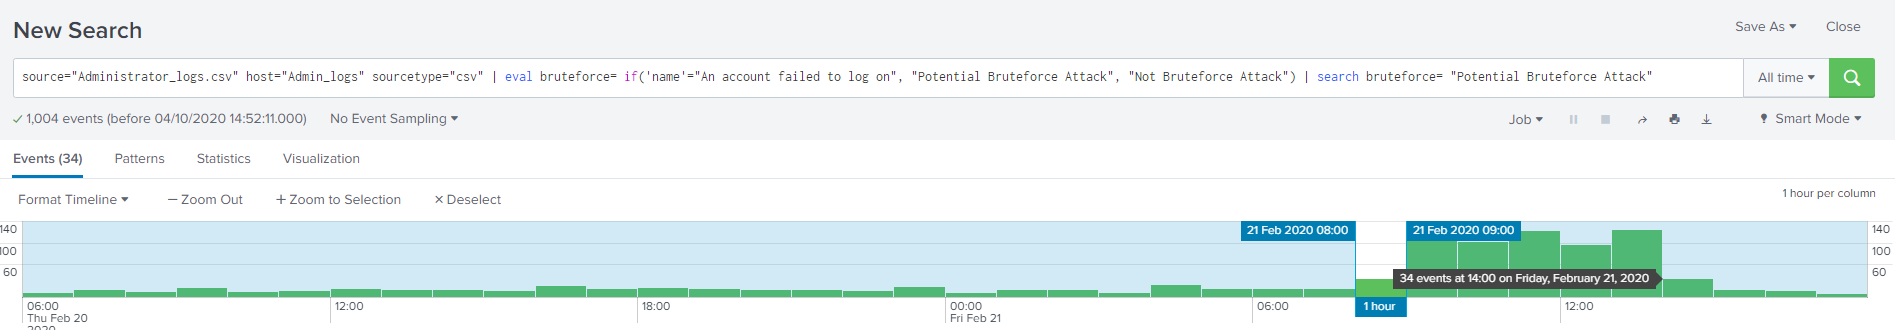 New Search
Save As
Close
source="Administrator_logs.csv" host="Admin_logs" sourcetype="csv" | eval bruteforce= if('name'="An account failed to log on", "Potential Bruteforce Attack", "Not Bruteforce Attack") | search bruteforce= "Potential Bruteforce Attack"
All time
1,004 events (before 04/10/2020 14:52:11.000)
No Event Sampling
Job
Smart Mode
Events (34)
Patterns
Statistics
Visualization
Format Timeline
Zoom Out
Zoom to Selection
Deselect
1 hour per column
140
100
60
21 Feb 2020 08:00
21 Feb 2020 09:00
140
100
60
34 events at 14:00 on Friday, February 21, 2020
1 hour
06:00
Thu Feb 20
2020
12:00
18:00
00:00
Fri Feb 21
06:00
12:00